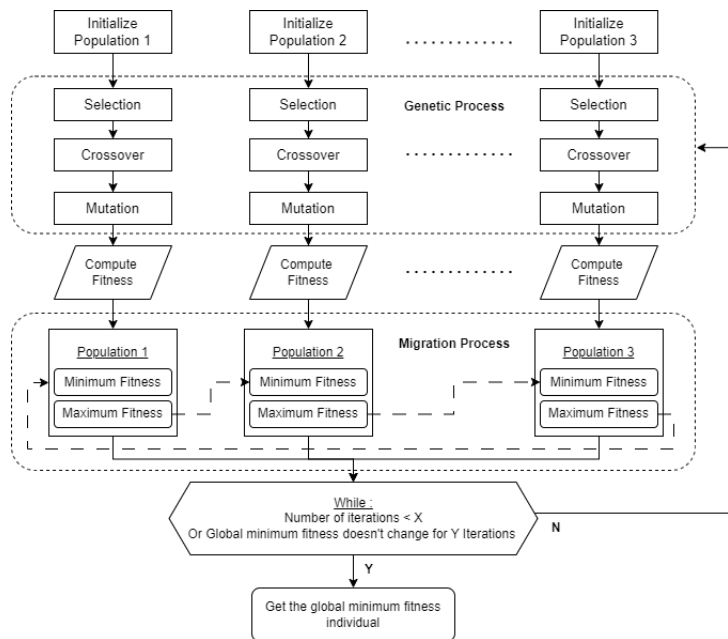 Initialize
Population 1
Initialize
Population 2
Initialize
Population 3
Selection
Selection
Genetic Process
Selection
Crossover
Crossover
Crossover
Mutation
Mutation
Mutation
Compute
Fitness
Compute
Fitness
Compute
Fitness
Population 1
Population 2
Migration Process
Population 3
Minimum Fitness
Minimum Fitness
Minimum Fitness
Maximum Fitness
Maximum Fitness
Maximum Fitness
While :
Number of iterations < X
Or Global minimum fitness doesn't change for Y Iterations
N
Y
Get the global minimum fitness
individual